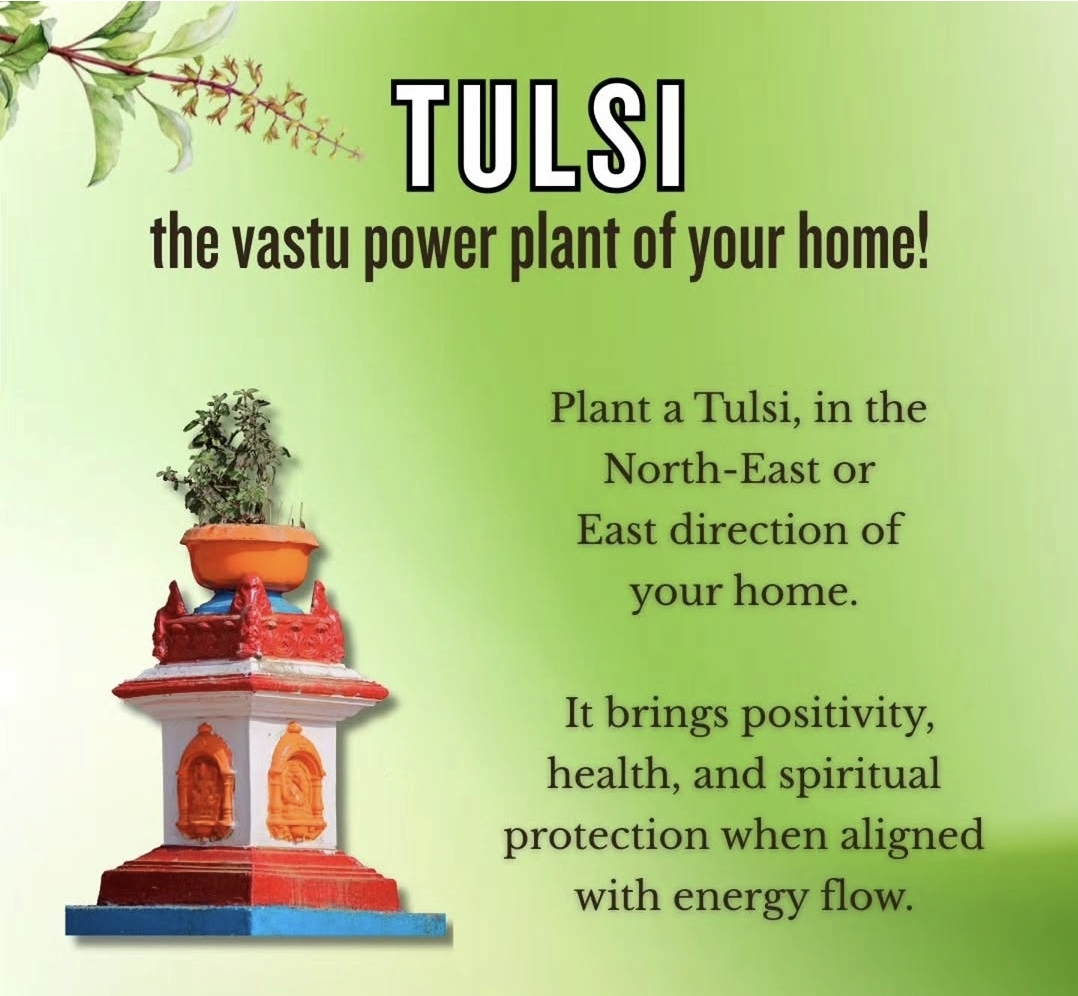 TULSI
the vastu power plant of your home!
Plant a Tulsi, in the
North-East or
East direction of
your home.
It brings positivity,
health, and spiritual
protection when aligned
with energy flow.